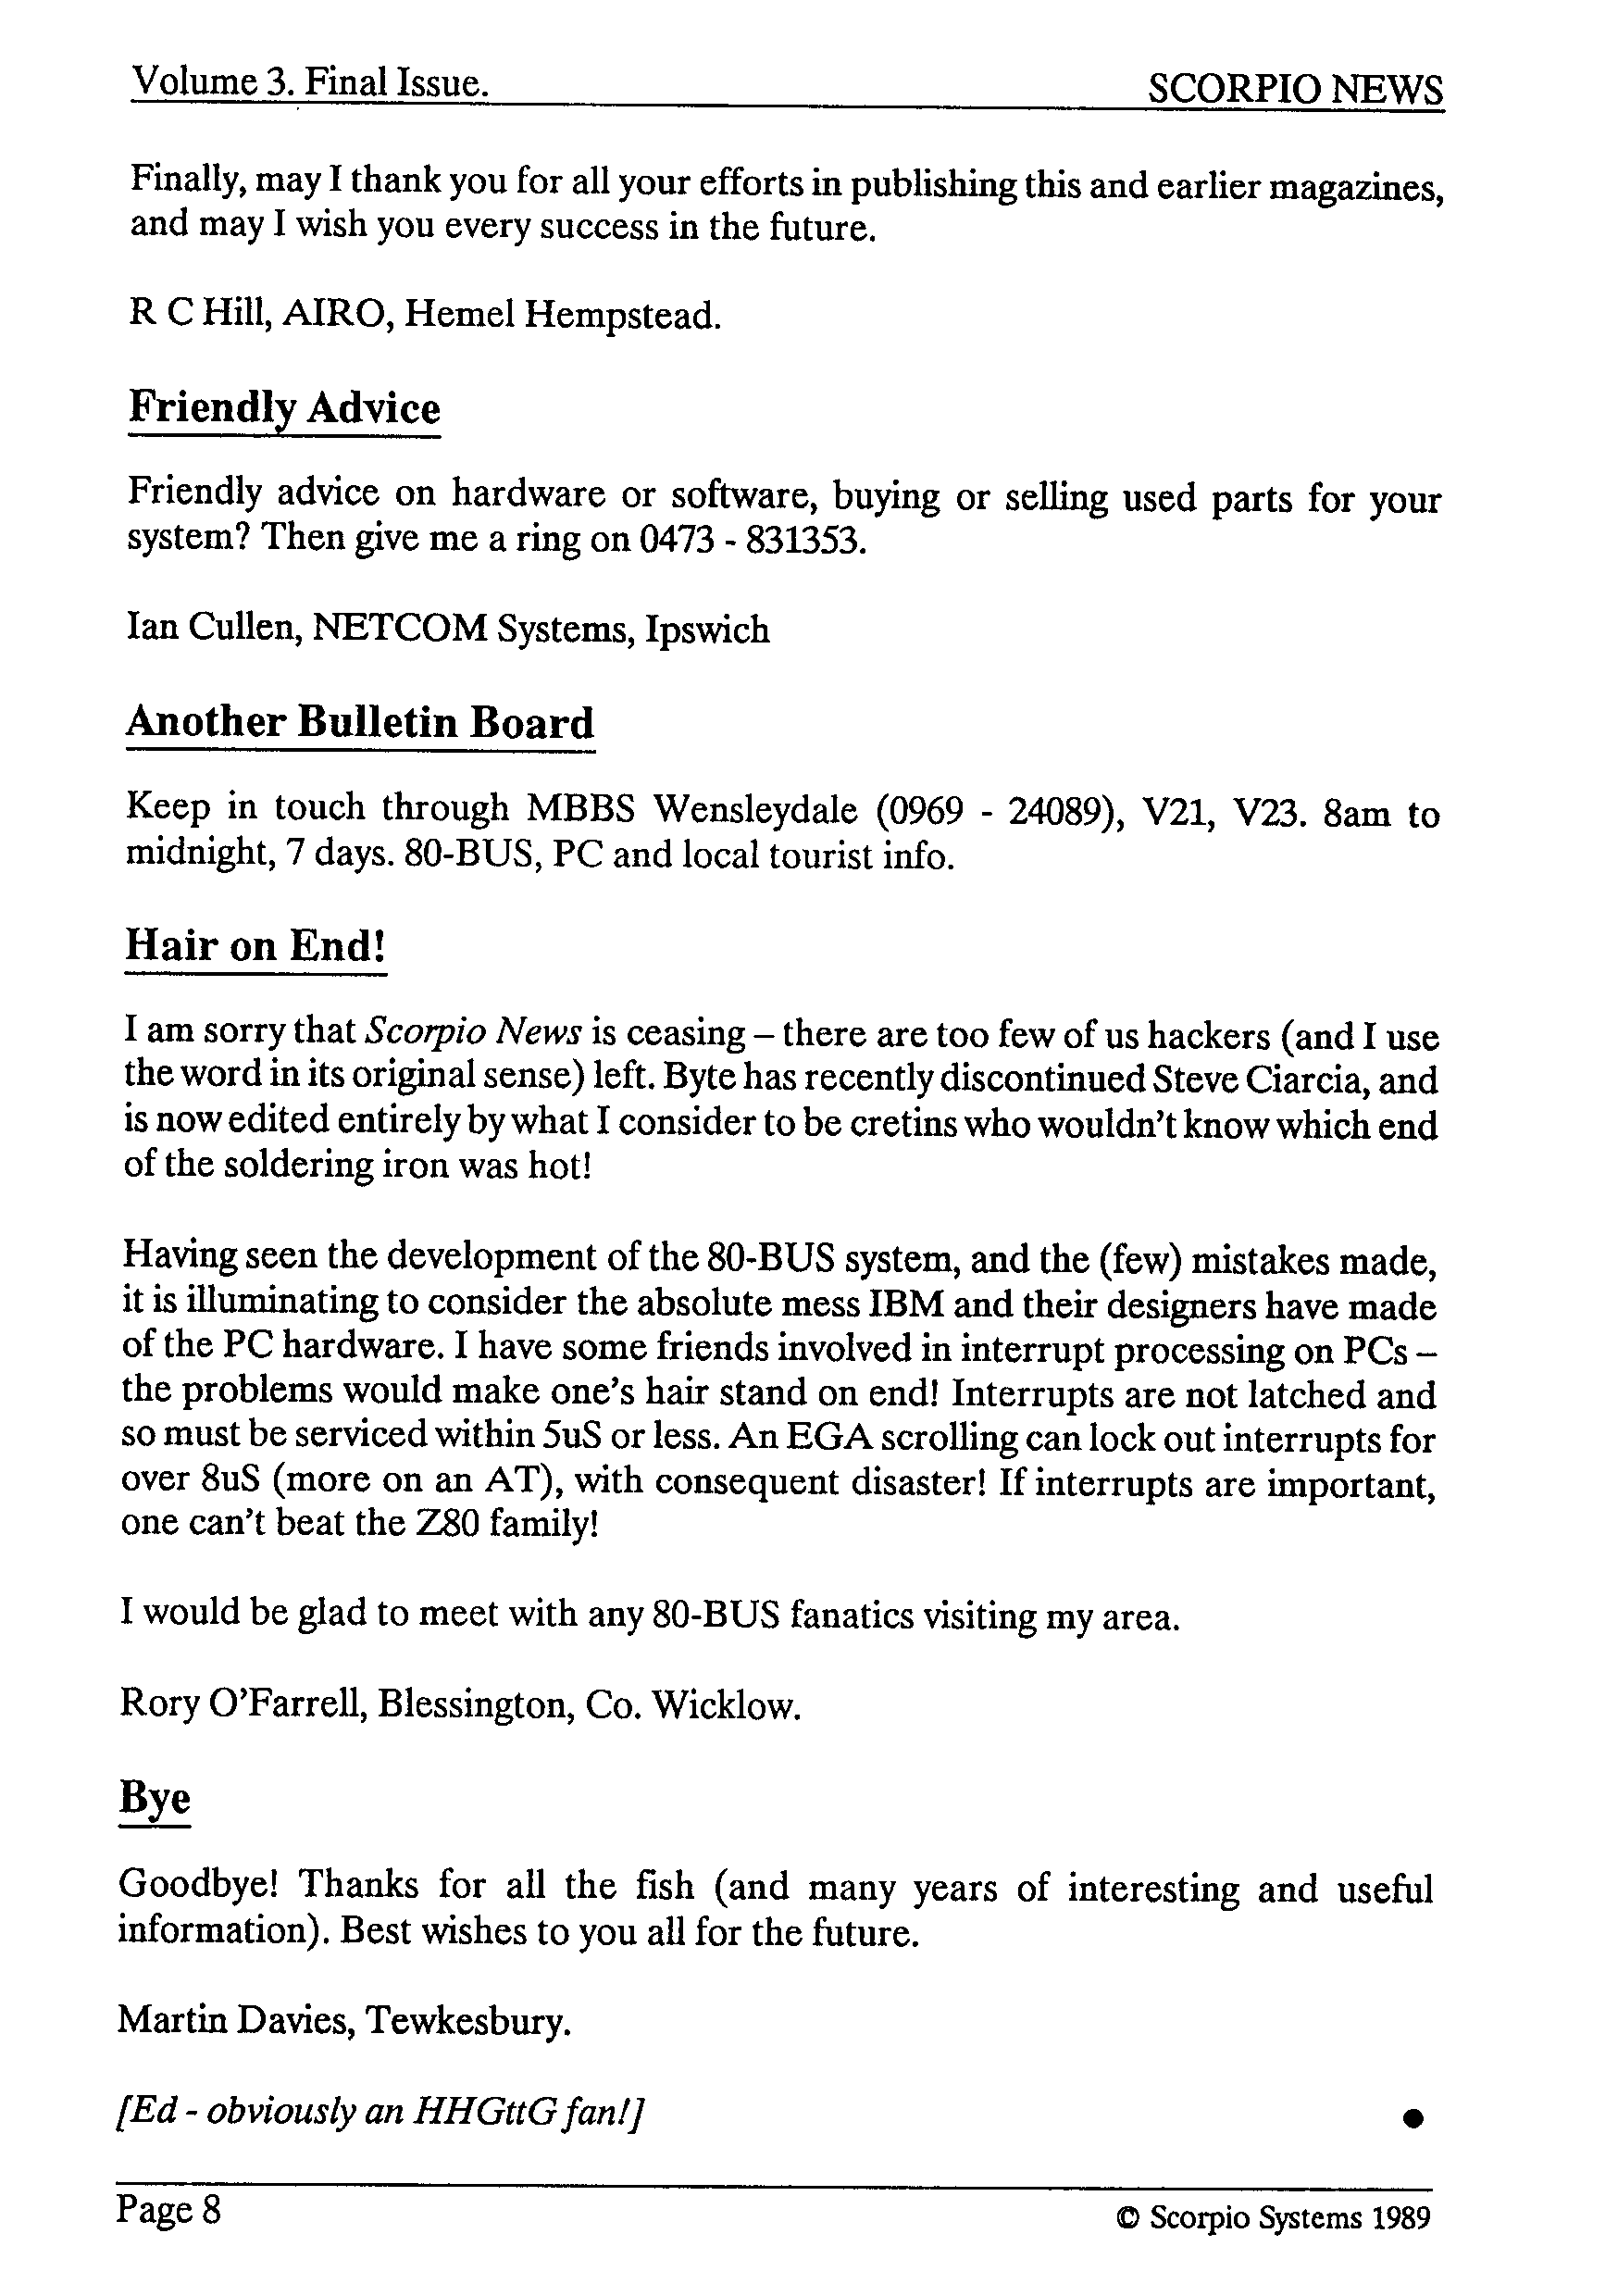 Volume 3. Final Issue. SCORPIO NEWS
Finally, may I thank you for all your efforts in publishing this and earlier magazines,
and may I wish you every success in the future.
R C Hill, AIRO, Hemel Hempstead.
Friendly Advice
Friendly advice on hardware or software, buying or selling used parts for your
system? Then give me a ring on 0473 - 831353.
Ian Cullen, NETCOM Systems, Ipswich
Another Bulletin Board
Keep in touch through MBBS Wensleydale (0969 - 24089), V21, V23. 8am to
midnight, 7 days. 80-BUS, PC and local tourist info.
Hair on End!
I am sorry that Scorpio News is ceasing – there are too few of us hackers (and I use
the word in its original sense) left. Byte has recently discontinued Steve Ciarcia, and
is now edited entirely by what I consider to be cretins who wouldn't know which end
of the soldering iron was hot!
Having seen the development of the 80-BUS system, and the (few) mistakes made,
it is illuminating to consider the absolute mess IBM and their designers have made
of the PC hardware. I have some friends involved in interrupt processing on PCs –
the problems would make one's hair stand on end! Interrupts are not latched and
so must be serviced within 5uS or less. An EGA scrolling can lock out interrupts for
over 8uS (more on an AT), with consequent disaster! If interrupts are important,
one can't beat the Z80 family!
I would be glad to meet with any 80-BUS fanatics visiting my area.
Rory O'Farrell, Blessington, Co. Wicklow.
Bye
Goodbye! Thanks for all the fish (and many years of interesting and useful
information). Best wishes to you all for the future.
Martin Davies, Tewkesbury.
[Ed - obviously an HHGttG fan!] ●
Page 8 © Scorpio Systems 1989